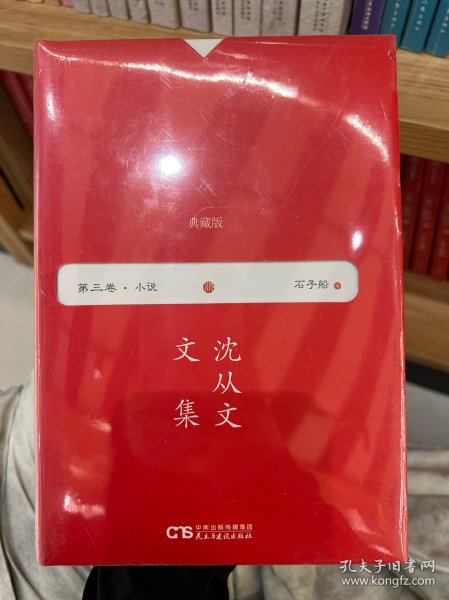 典藏版
第三卷·小说
石子船
沈从文
文集
CMS
中南出版传媒集团
民主与建设出版社
孔夫子旧书网
www.kongfz.com